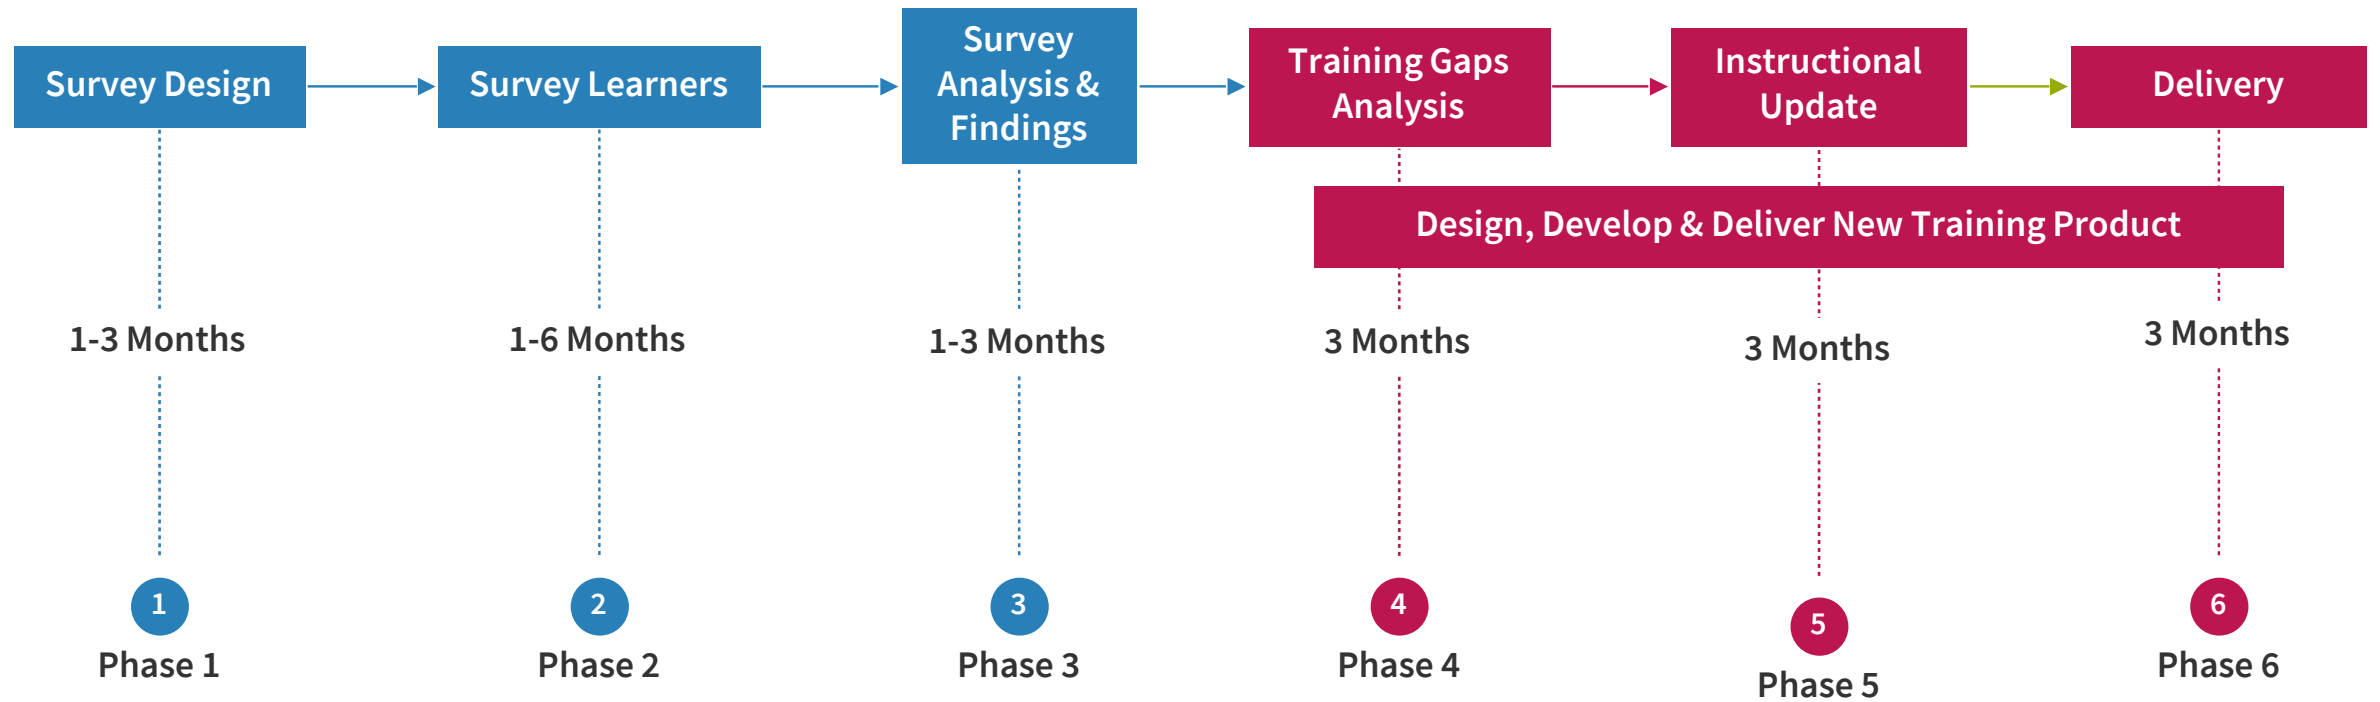 Survey Design
Survey Learners
Survey
Analysis & 
Findings
Training Gaps
Analysis
Instructional
Update
Delivery
Design, Develop & Deliver New Training Product
1-3 Months
1-6 Months
1-3 Months
3 Months
3 Months
3 Months
1
2
3
4
5
6
Phase 1
Phase 2
Phase 3
Phase 4
Phase 5
Phase 6